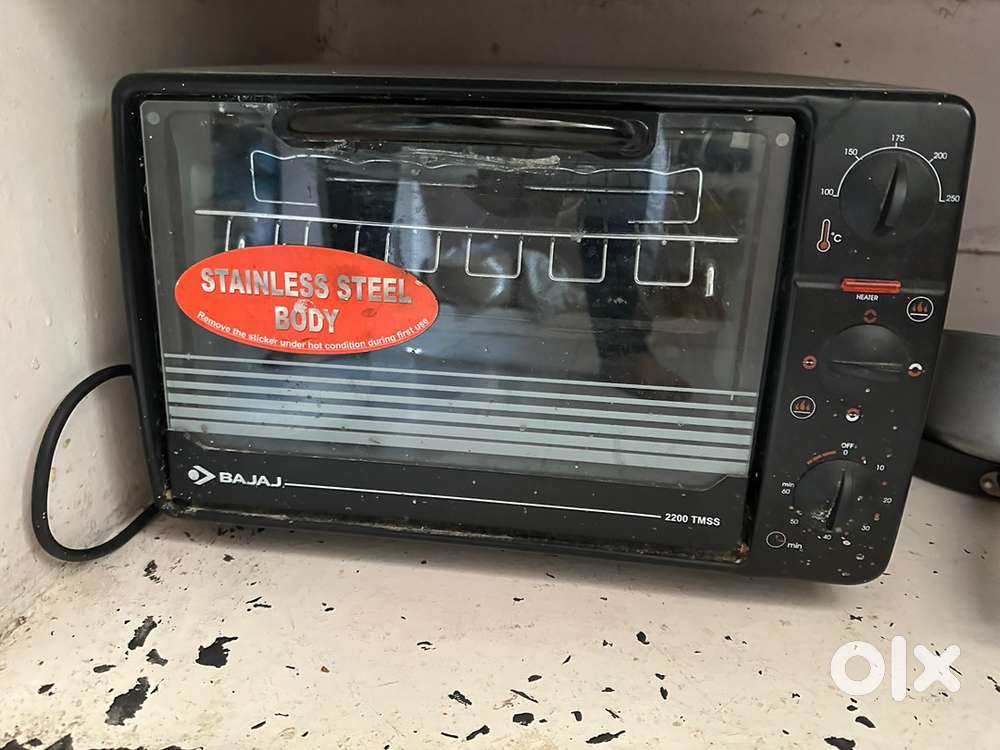 STAINLESS STEEL
BODY
Remove the sticker under hot condition during first use
BAJAJ
2200 TMSS
175
150
200
100
250
°C
HEATER
OFF
0
10
min
60
20
50
30
40
min
olx